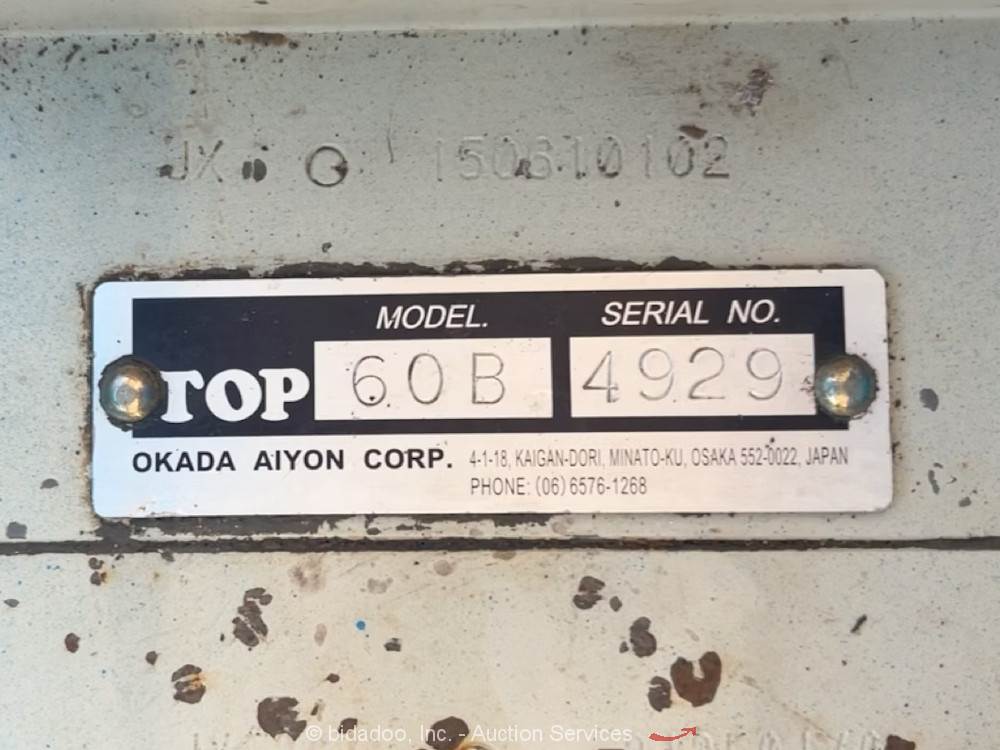 JX 150810102
MODEL. SERIAL NO.
TOP 60B 4929
OKADA AIYON CORP. 4-1-18, KAIGAN-DORI, MINATO-KU, OSAKA 552-0022, JAPAN
PHONE: (06) 6576-1268
© bidadoo, Inc. - Auction Services